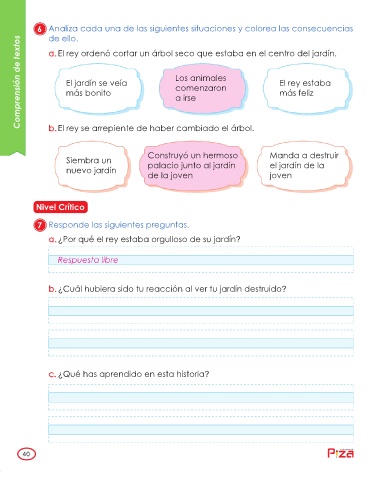 Comprensión de textos
6 Analiza cada una de las siguientes situaciones y colorea las consecuencias
de ello.
a. El rey ordenó cortar un árbol seco que estaba en el centro del jardín.
El jardín se veía
más bonito
Los animales
comenzaron
a irse
El rey estaba
más feliz
b. El rey se arrepiente de haber cambiado el árbol.
Siembra un
nuevo jardín
Construyó un hermoso
palacio junto al jardín
de la joven
Manda a destruir
el jardín de la
joven
Nivel Crítico
7 Responde las siguientes preguntas.
a. ¿Por qué el rey estaba orgulloso de su jardín?
Respuesta libre
b. ¿Cuál hubiera sido tu reacción al ver tu jardín destruido?
c. ¿Qué has aprendido en esta historia?
40
Piza